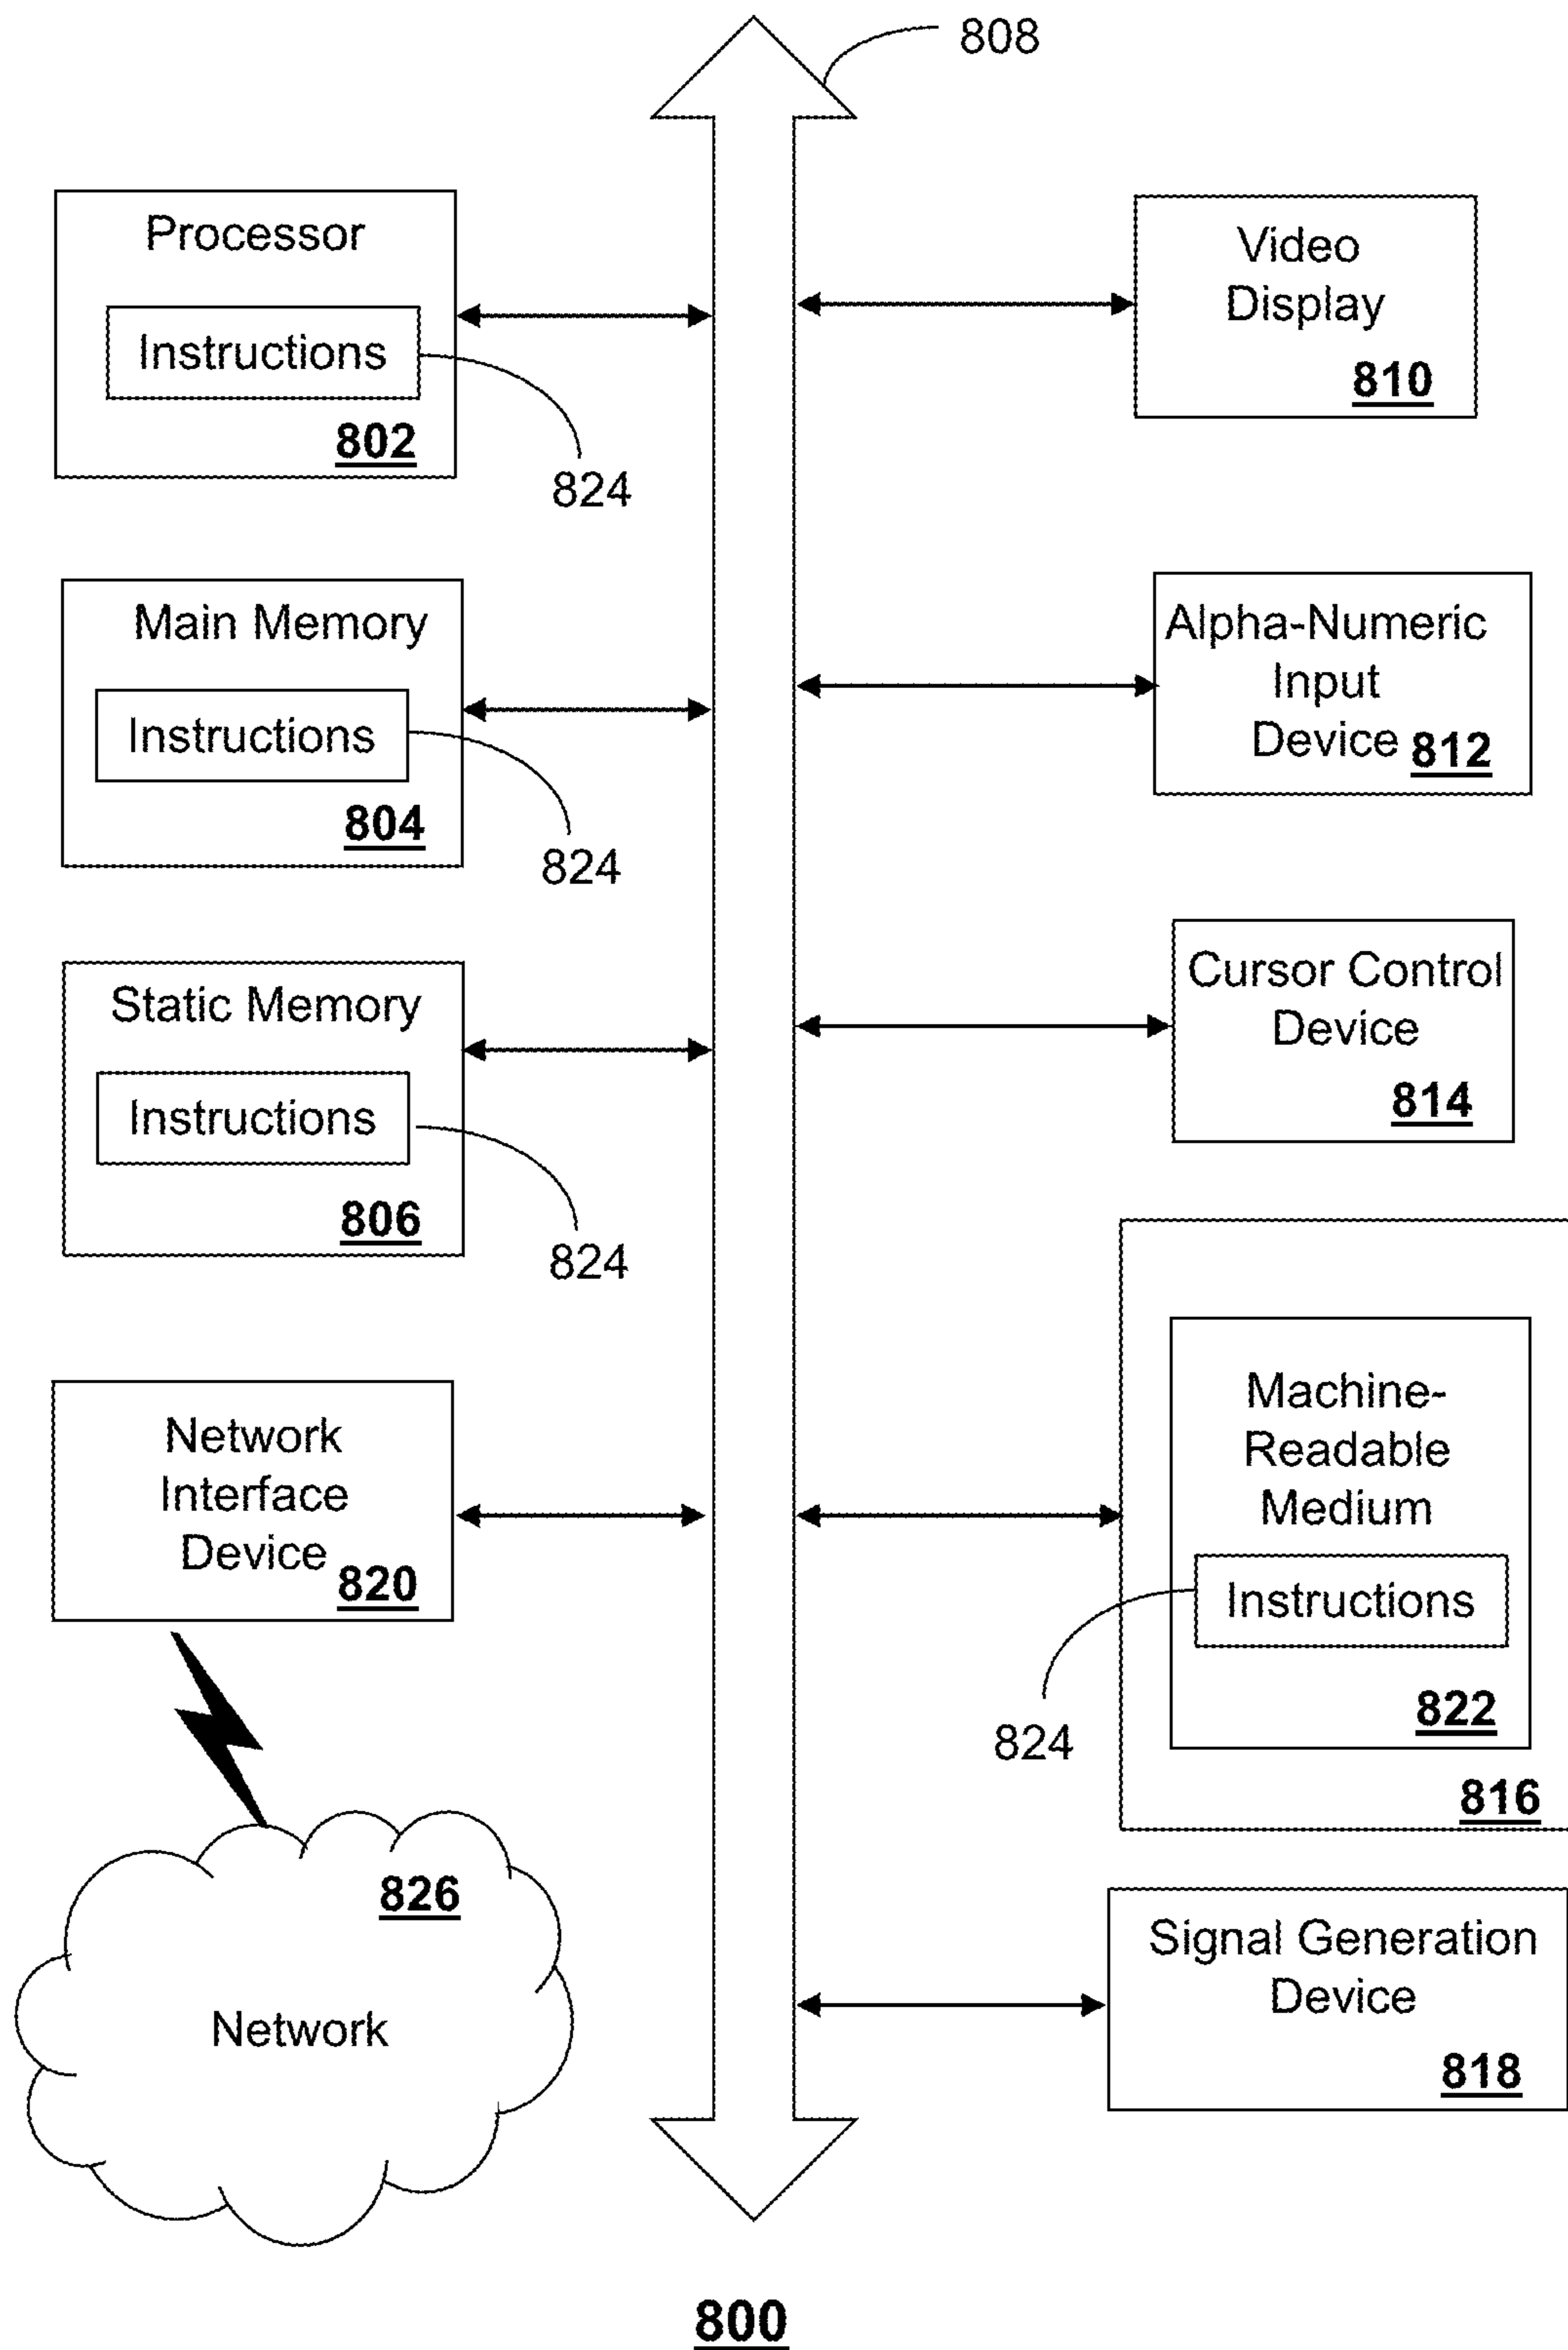 808
Processor
Instructions
802
824
Main Memory
Instructions
804
824
Static Memory
Instructions
806
824
Network
Interface
Device
820
826
Network
Video
Display
810
Alpha-Numeric
Input
Device 812
Cursor Control
Device
814
Machine-
Readable
Medium
Instructions
822
824
816
Signal Generation
Device
818
800